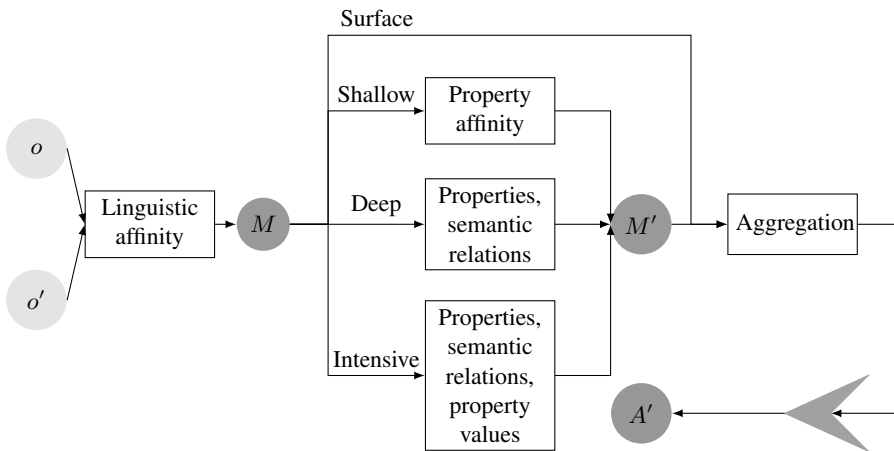 Surface
Shallow
Property
affinity
o
Linguistic
affinity
M
Deep
Properties,
semantic
relations
M′
Aggregation
o′
Intensive
Properties,
semantic
relations,
property
values
A′